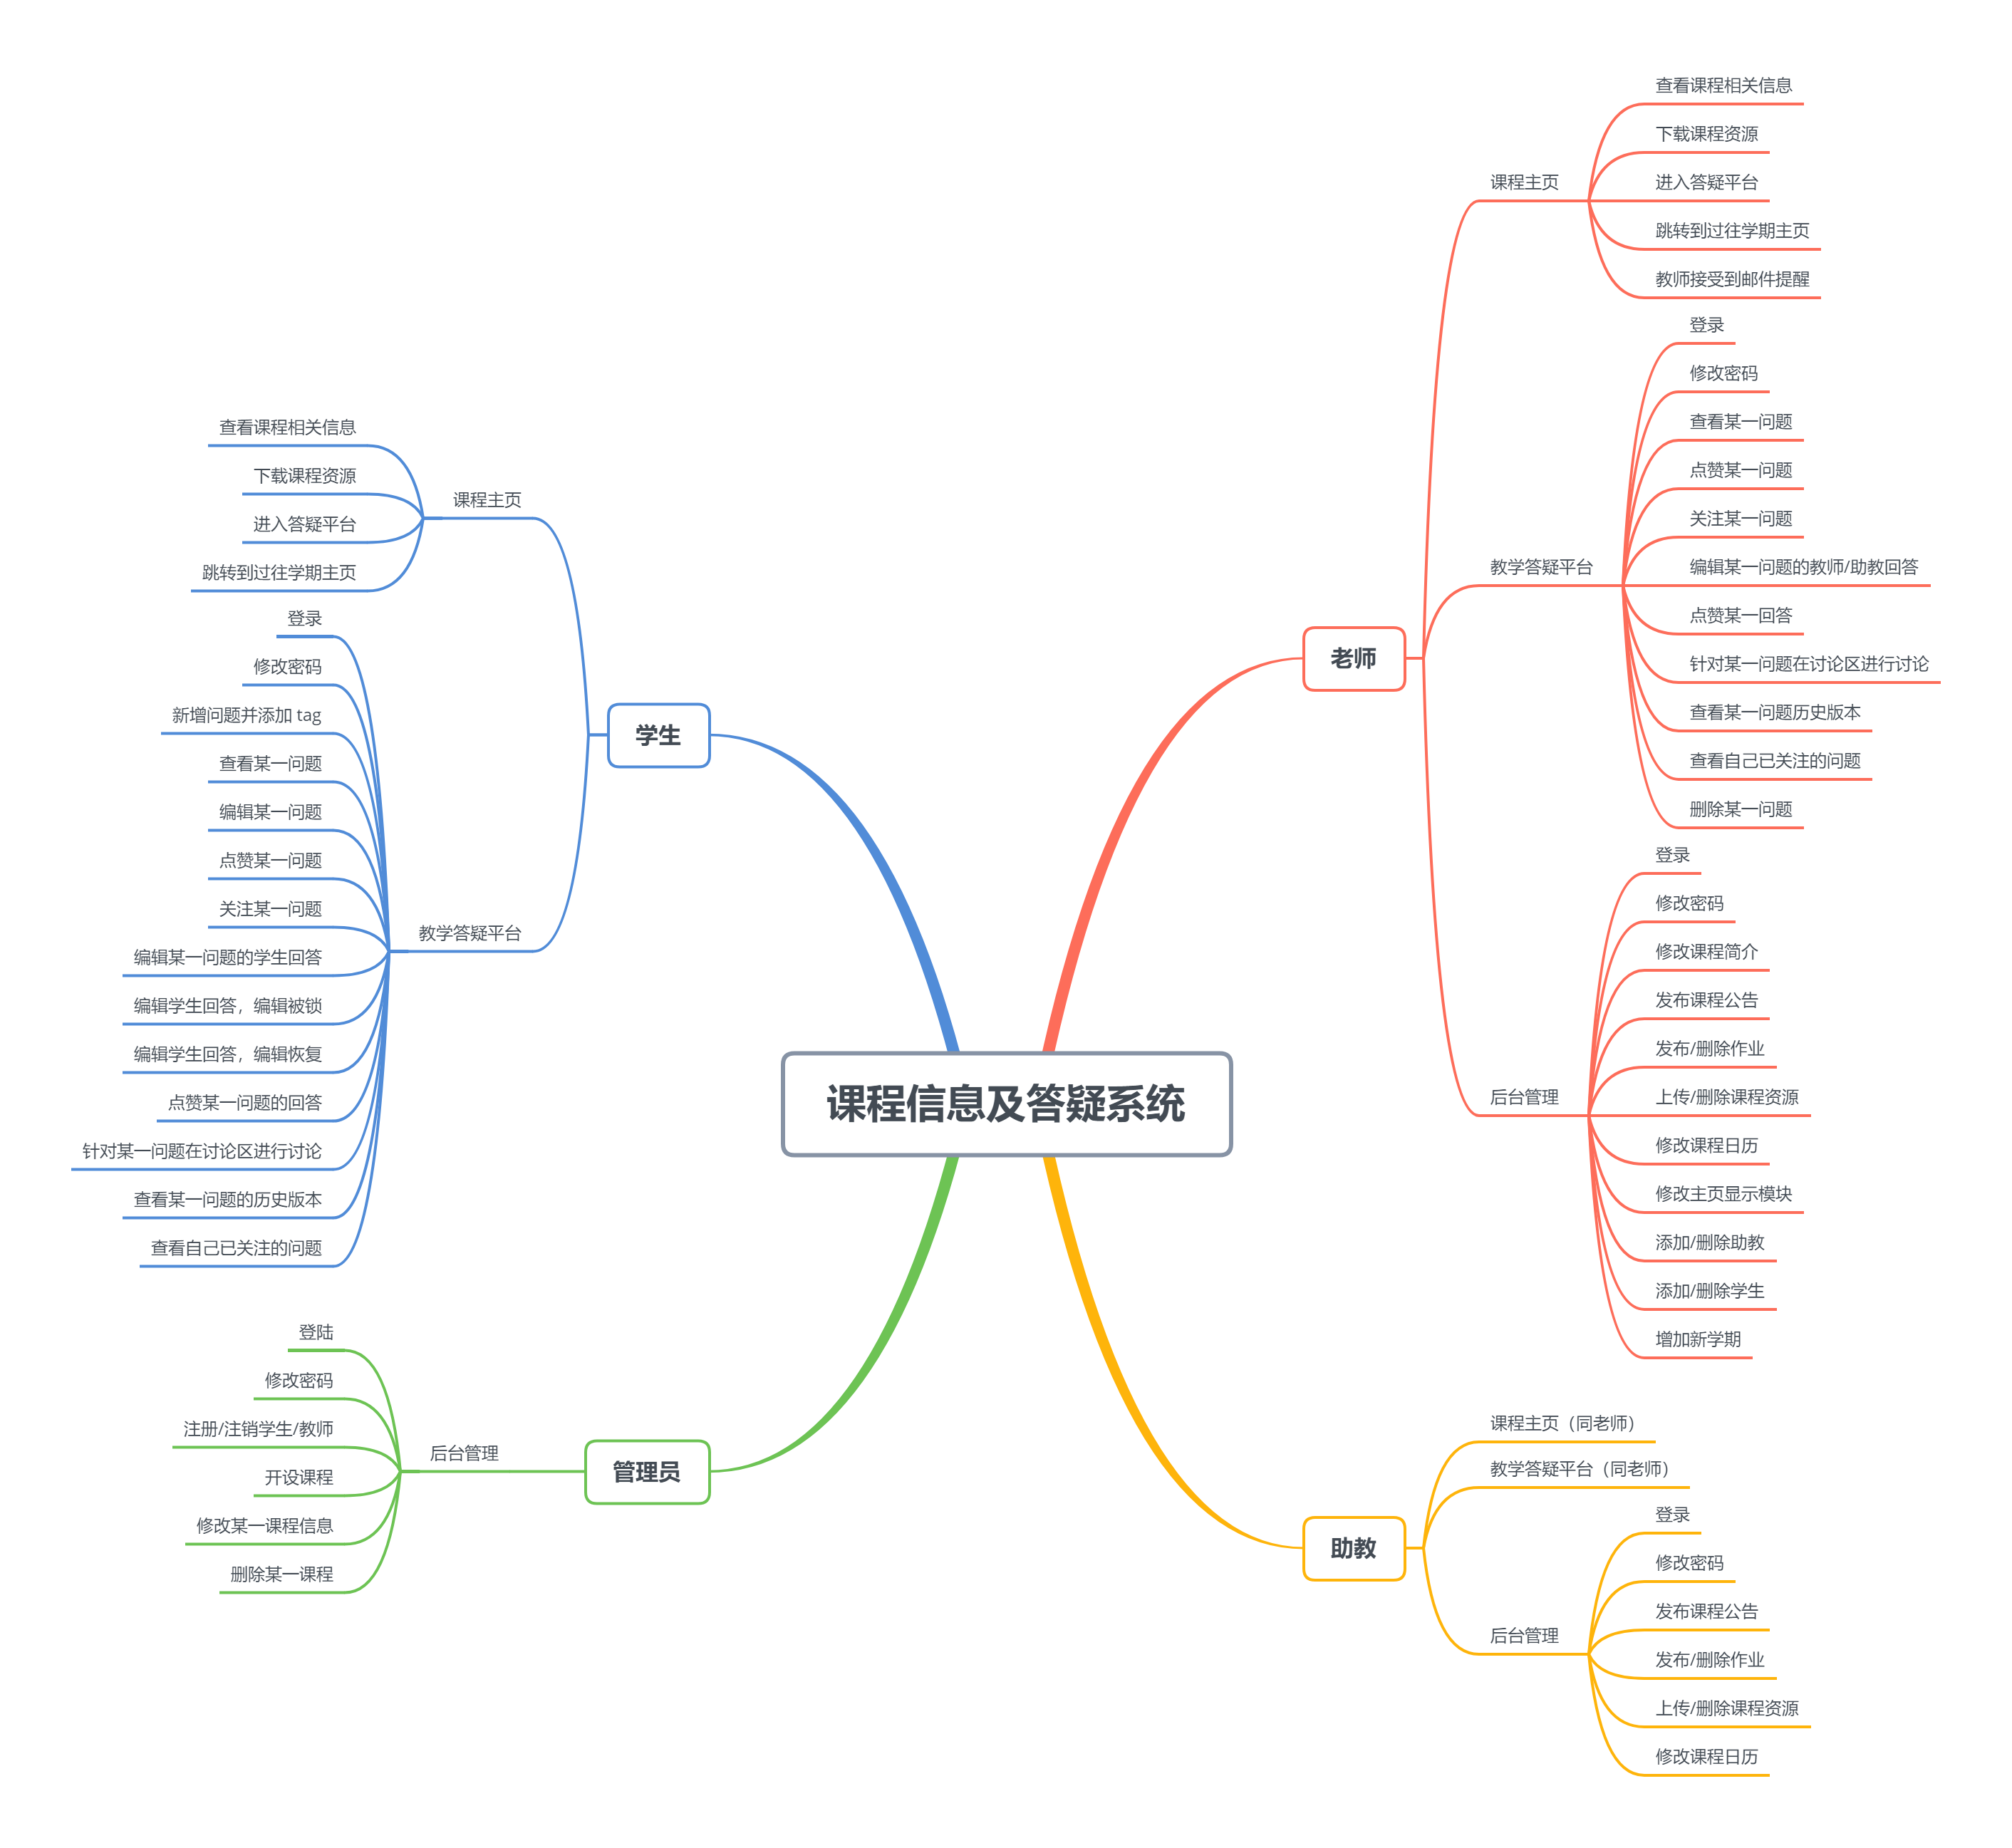 课程信息及答疑系统
老师
课程主页
查看课程相关信息
下载课程资源
进入答疑平台
跳转到过往学期主页
教师接受到邮件提醒
教学答疑平台
登录
修改密码
查看某一问题
点赞某一问题
关注某一问题
编辑某一问题的教师/助教回答
点赞某一回答
针对某一问题在讨论区进行讨论
查看某一问题历史版本
查看自己已关注的问题
删除某一问题
后台管理
登录
修改密码
修改课程简介
发布课程公告
发布/删除作业
上传/删除课程资源
修改课程日历
修改主页显示模块
添加/删除助教
添加/删除学生
增加新学期
助教
课程主页（同老师）
教学答疑平台（同老师）
后台管理
登录
修改密码
发布课程公告
发布/删除作业
上传/删除课程资源
修改课程日历
学生
课程主页
查看课程相关信息
下载课程资源
进入答疑平台
跳转到过往学期主页
教学答疑平台
登录
修改密码
新增问题并添加 tag
查看某一问题
编辑某一问题
点赞某一问题
关注某一问题
编辑某一问题的学生回答
编辑学生回答，编辑被锁
编辑学生回答，编辑恢复
点赞某一问题的回答
针对某一问题在讨论区进行讨论
查看某一问题的历史版本
查看自己已关注的问题
管理员
后台管理
登陆
修改密码
注册/注销学生/教师
开设课程
修改某一课程信息
删除某一课程